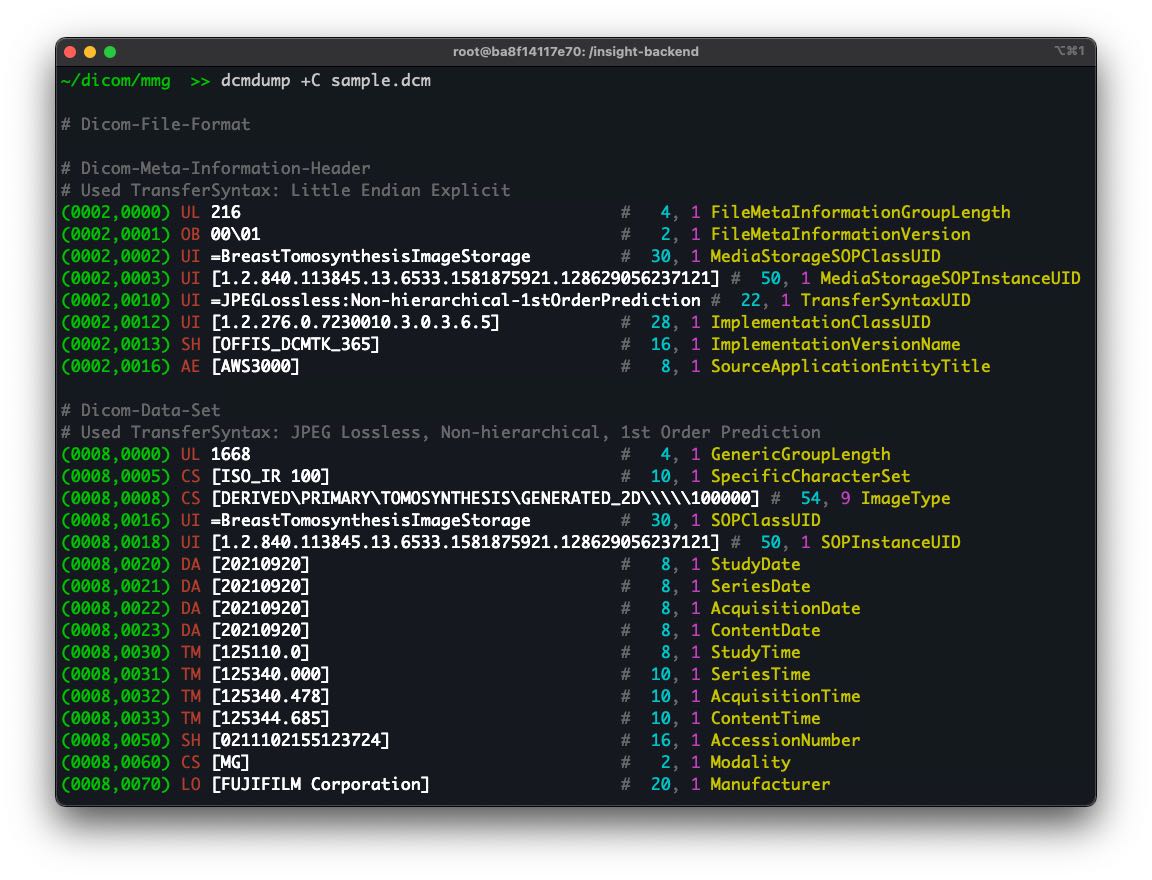 root@ba8f14117e70: /insight-backend
⌥⌘1
~/dicom/mmg >> dcmdump +C sample.dcm
# Dicom-File-Format
# Dicom-Meta-Information-Header
# Used TransferSyntax: Little Endian Explicit
(0002,0000) UL 216 # 4, 1 FileMetaInformationGroupLength
(0002,0001) OB 00\01 # 2, 1 FileMetaInformationVersion
(0002,0002) UI =BreastTomosynthesisImageStorage # 30, 1 MediaStorageSOPClassUID
(0002,0003) UI [1.2.840.113845.13.6533.1581875921.128629056237121] # 50, 1 MediaStorageSOPInstanceUID
(0002,0010) UI =JPEGLossless:Non-hierarchical-1stOrderPrediction # 22, 1 TransferSyntaxUID
(0002,0012) UI [1.2.276.0.7230010.3.0.3.6.5] # 28, 1 ImplementationClassUID
(0002,0013) SH [OFFIS_DCMTK_365] # 16, 1 ImplementationVersionName
(0002,0016) AE [AWS3000] # 8, 1 SourceApplicationEntityTitle
# Dicom-Data-Set
# Used TransferSyntax: JPEG Lossless, Non-hierarchical, 1st Order Prediction
(0008,0000) UL 1668 # 4, 1 GenericGroupLength
(0008,0005) CS [ISO_IR 100] # 10, 1 SpecificCharacterSet
(0008,0008) CS [DERIVED\PRIMARY\TOMOSYNTHESIS\GENERATED_2D\\\\\100000] # 54, 9 ImageType
(0008,0016) UI =BreastTomosynthesisImageStorage # 30, 1 SOPClassUID
(0008,0018) UI [1.2.840.113845.13.6533.1581875921.128629056237121] # 50, 1 SOPInstanceUID
(0008,0020) DA [20210920] # 8, 1 StudyDate
(0008,0021) DA [20210920] # 8, 1 SeriesDate
(0008,0022) DA [20210920] # 8, 1 AcquisitionDate
(0008,0023) DA [20210920] # 8, 1 ContentDate
(0008,0030) TM [125110.0] # 8, 1 StudyTime
(0008,0031) TM [125340.000] # 10, 1 SeriesTime
(0008,0032) TM [125340.478] # 10, 1 AcquisitionTime
(0008,0033) TM [125344.685] # 10, 1 ContentTime
(0008,0050) SH [0211102155123724] # 16, 1 AccessionNumber
(0008,0060) CS [MG] # 2, 1 Modality
(0008,0070) LO [FUJIFILM Corporation] # 20, 1 Manufacturer